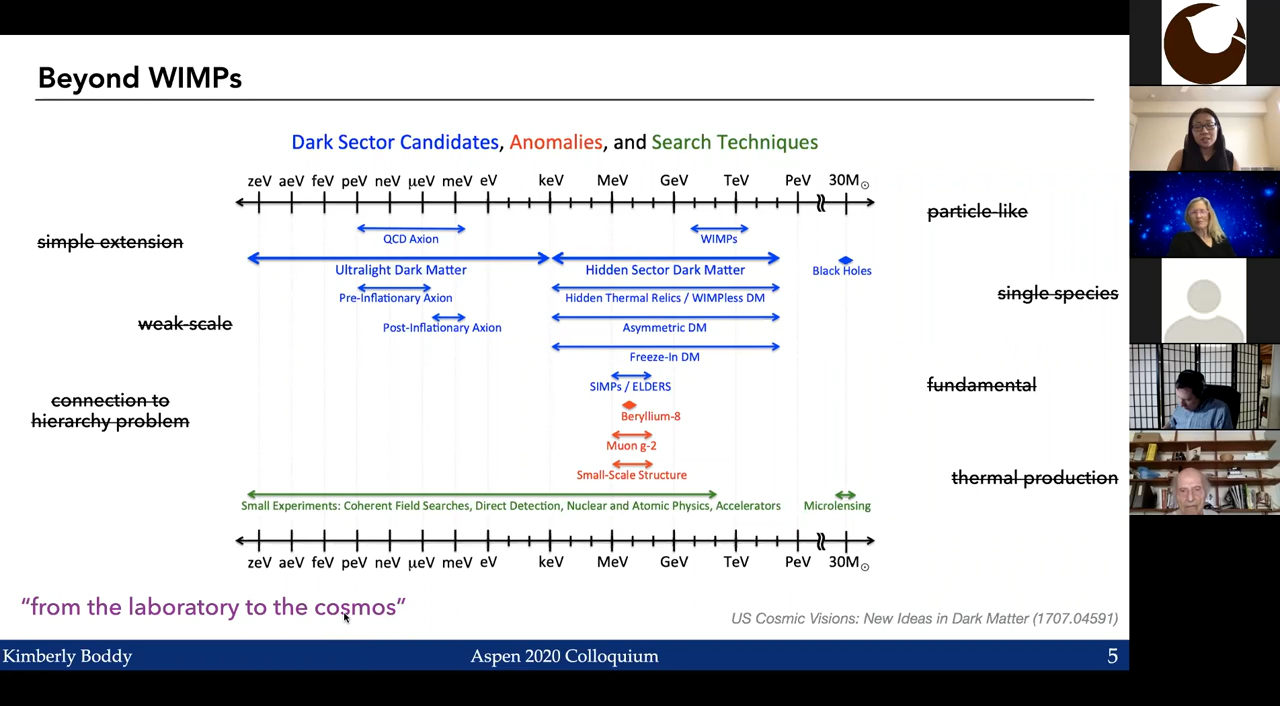 Beyond WIMPs
Dark Sector Candidates, Anomalies, and Search Techniques
zeV aeV feV peV neV μeV meV eV keV MeV GeV TeV PeV 30M☉
particle-like
QCD Axion
WIMPs
simple extension
Ultralight Dark Matter
Hidden Sector Dark Matter
Black Holes
Pre-Inflationary Axion
Hidden Thermal Relics / WIMPless DM
single species
weak-scale
Post-Inflationary Axion
Asymmetric DM
Freeze-In DM
SIMPs / ELDERS
fundamental
connection to
hierarchy problem
Beryllium-8
Muon g-2
Small-Scale Structure
thermal production
Small Experiments: Coherent Field Searches, Direct Detection, Nuclear and Atomic Physics, Accelerators
Microlensing
zeV aeV feV peV neV μeV meV eV keV MeV GeV TeV PeV 30M☉
“from the laboratory to the cosmos”
US Cosmic Visions: New Ideas in Dark Matter (1707.04591)
Kimberly Boddy
Aspen 2020 Colloquium
5